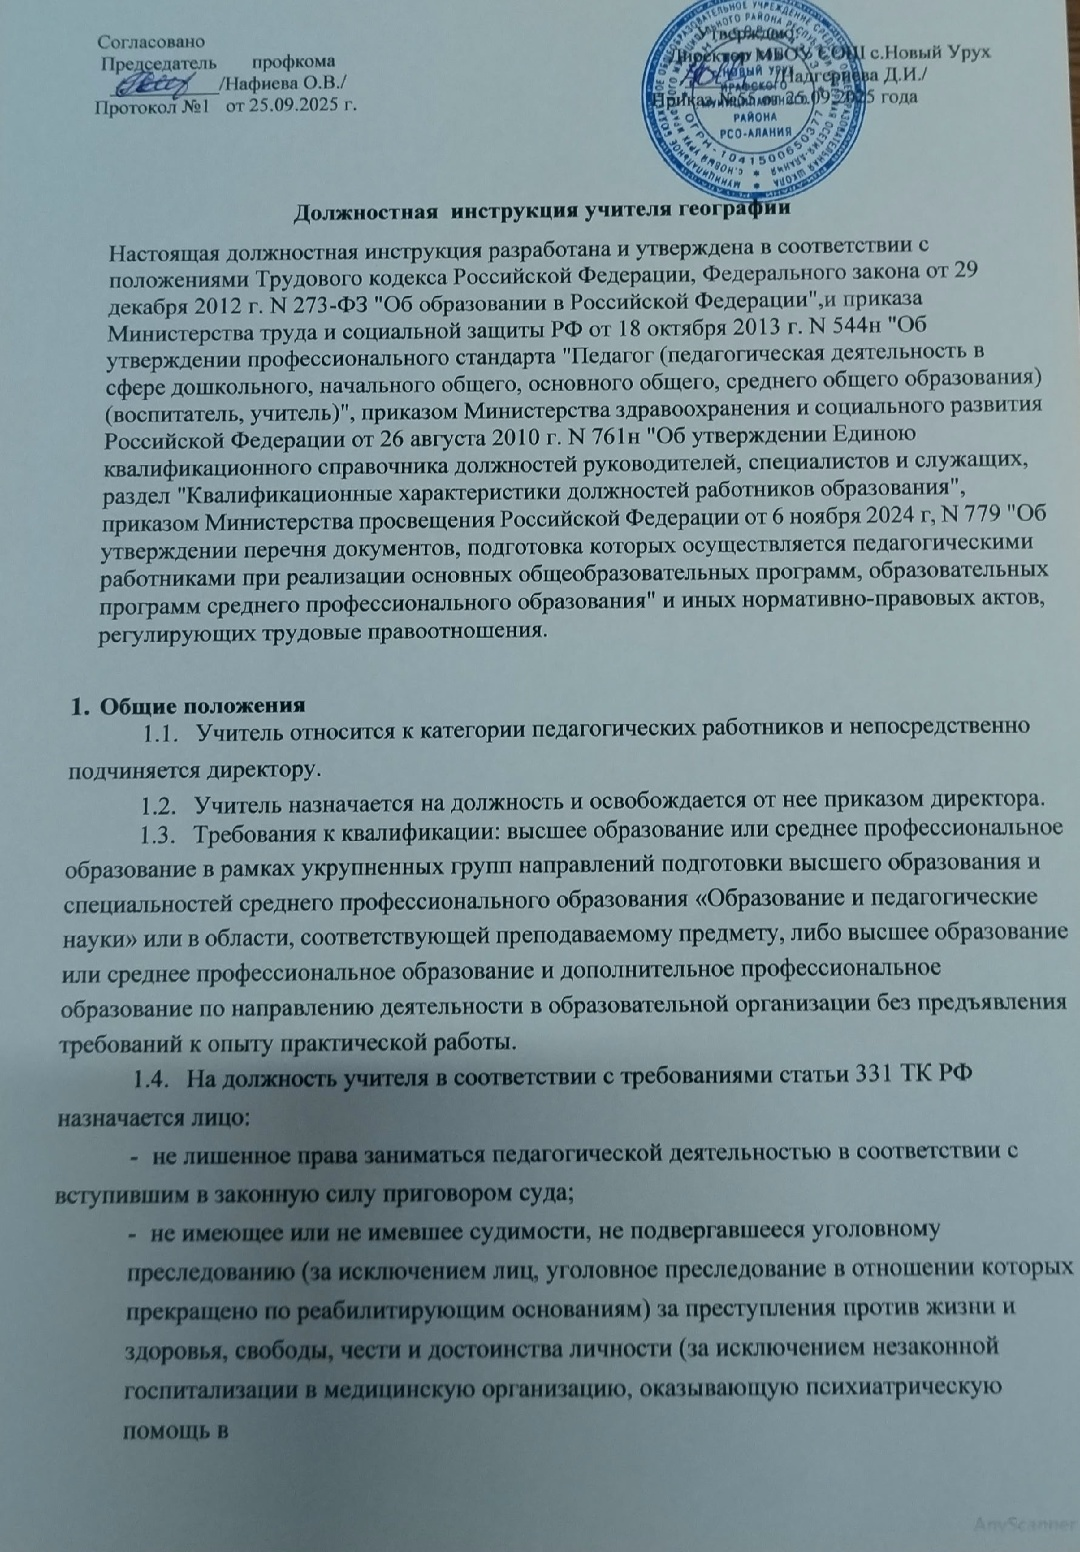 Согласовано
Председатель профкома
/Нафиева О.В./
Протокол №1 от 25.09.2025 г.
Утверждаю
Директор МБОУ СОШ с.Новый Урух
/Надгериева Д.И./
Приказ 25.09.2025 года
НОВЫЙ УРУХ
ИРАФСКОГО
МУНИЦИПАЛЬНОГО
РАЙОНА
РСО-АЛАНИЯ
ОГРН-1041500650377
Должностная инструкция учителя географии
Настоящая должностная инструкция разработана и утверждена в соответствии с
положениями Трудового кодекса Российской Федерации, Федерального закона от 29
декабря 2012 г. N 273-ФЗ "Об образовании в Российской Федерации",и приказа
Министерства труда и социальной защиты РФ от 18 октября 2013 г. N 544н "Об
утверждении профессионального стандарта "Педагог (педагогическая деятельность в
сфере дошкольного, начального общего, основного общего, среднего общего образования)
(воспитатель, учитель)", приказом Министерства здравоохранения и социального развития
Российской Федерации от 26 августа 2010 г. N 761н "Об утверждении Единою
квалификационного справочника должностей руководителей, специалистов и служащих,
раздел "Квалификационные характеристики должностей работников образования",
приказом Министерства просвещения Российской Федерации от 6 ноября 2024 г, N 779 "Об
утверждении перечня документов, подготовка которых осуществляется педагогическими
работниками при реализации основных общеобразовательных программ, образовательных
программ среднего профессионального образования" и иных нормативно-правовых актов,
регулирующих трудовые правоотношения.
1. Общие положения
1.1. Учитель относится к категории педагогических работников и непосредственно
подчиняется директору.
1.2. Учитель назначается на должность и освобождается от нее приказом директора.
1.3. Требования к квалификации: высшее образование или среднее профессиональное
образование в рамках укрупненных групп направлений подготовки высшего образования и
специальностей среднего профессионального образования «Образование и педагогические
науки» или в области, соответствующей преподаваемому предмету, либо высшее образование
или среднее профессиональное образование и дополнительное профессиональное
образование по направлению деятельности в образовательной организации без предъявления
требований к опыту практической работы.
1.4. На должность учителя в соответствии с требованиями статьи 331 ТК РФ
назначается лицо:
- не лишенное права заниматься педагогической деятельностью в соответствии с
вступившим в законную силу приговором суда;
- не имеющее или не имевшее судимости, не подвергавшееся уголовному
преследованию (за исключением лиц, уголовное преследование в отношении которых
прекращено по реабилитирующим основаниям) за преступления против жизни и
здоровья, свободы, чести и достоинства личности (за исключением незаконной
госпитализации в медицинскую организацию, оказывающую психиатрическую
помощь в
AnyScanner